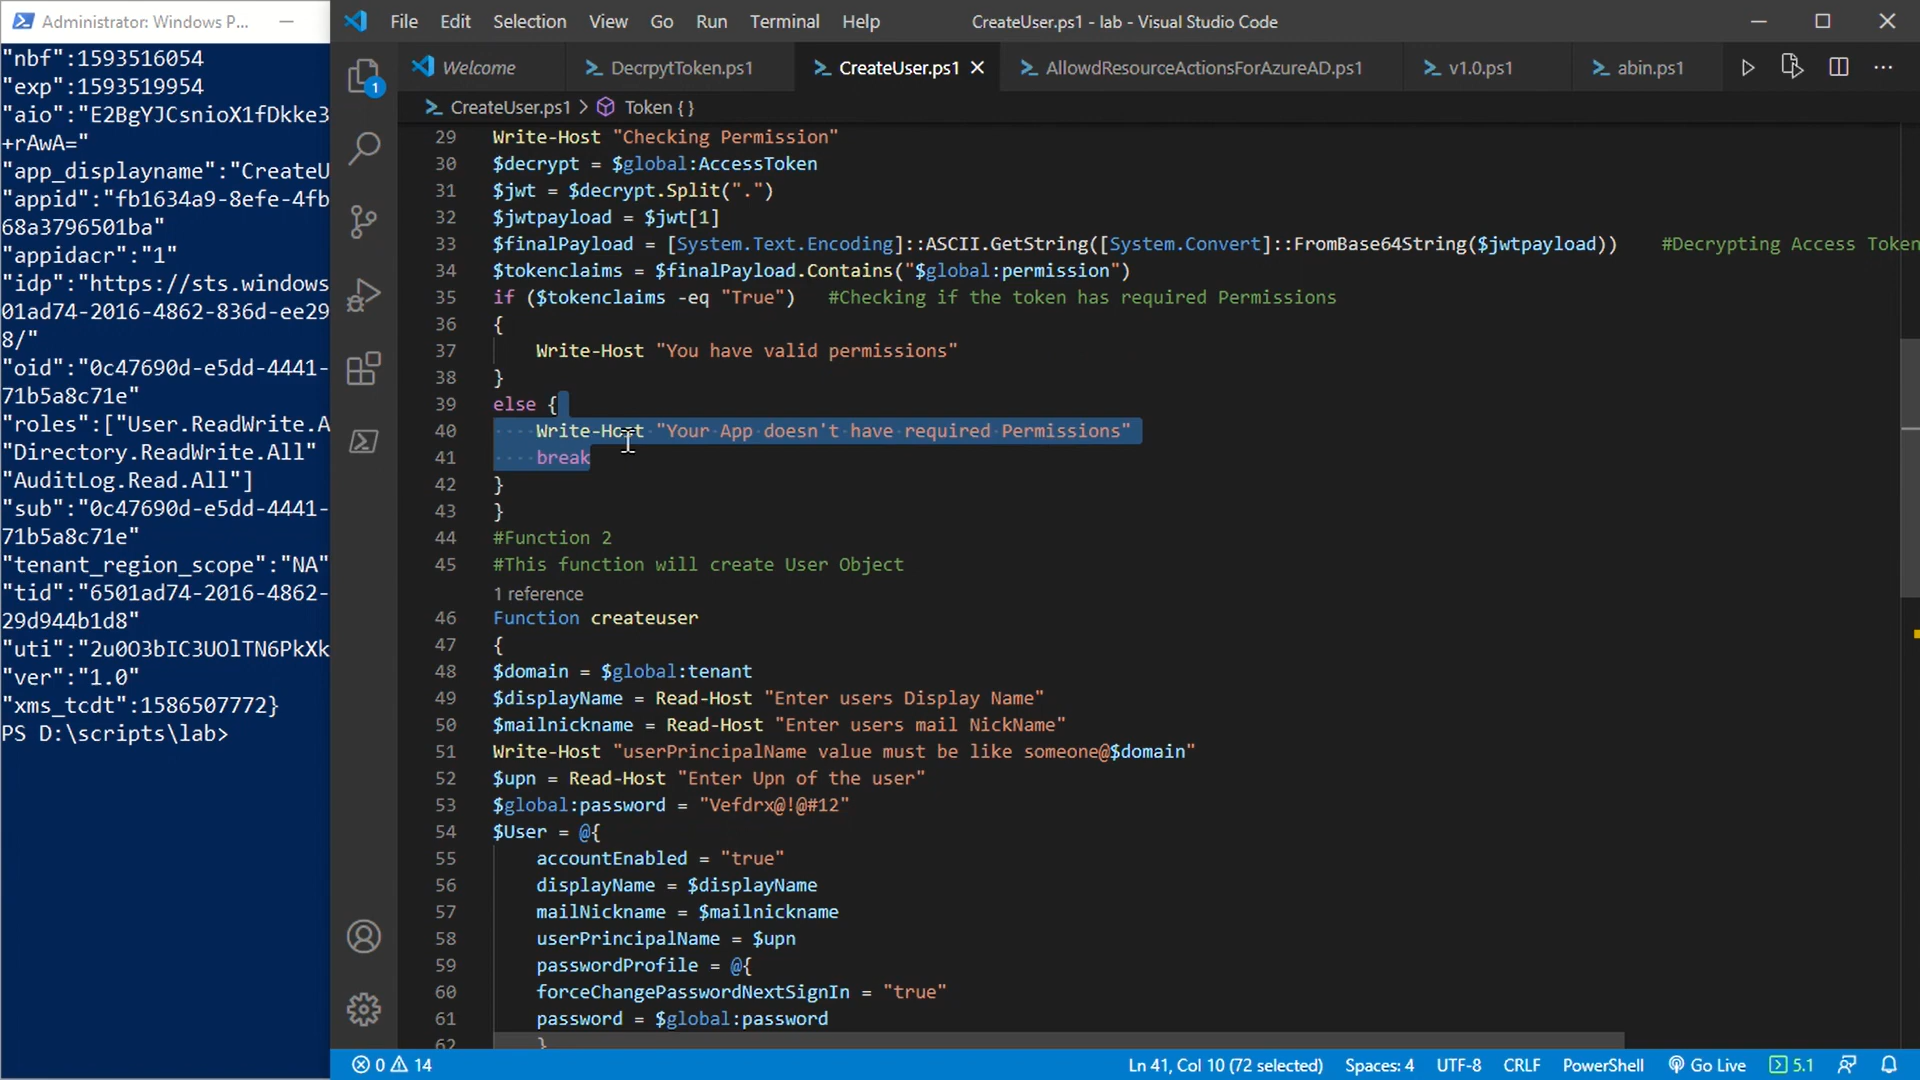 Administrator: Windows P...
"nbf":1593516054
"exp":1593519954
"aio":"E2BgYJCsnioX1fDkke3
+rAwA="
"app_displayname":"CreateU
"appid":"fb1634a9-8efe-4fb
68a3796501ba"
"appidacr":"1"
"idp":"https://sts.windows
01ad74-2016-4862-836d-ee29
8/"
"oid":"0c47690d-e5dd-4441-
71b5a8c71e"
"roles":["User.ReadWrite.A
"Directory.ReadWrite.All"
"AuditLog.Read.All"]
"sub":"0c47690d-e5dd-4441-
71b5a8c71e"
"tenant_region_scope":"NA"
"tid":"6501ad74-2016-4862-
29d944b1d8"
"uti":"2u0O3bIC3UOlTN6PkXk
"ver":"1.0"
"xms_tcdt":1586507772}
PS D:\scripts\lab>
File Edit Selection View Go Run Terminal Help
CreateUser.ps1 - lab - Visual Studio Code
1
Welcome
DecrpytToken.ps1
CreateUser.ps1
AllowdResourceActionsForAzureAD.ps1
v1.0.ps1
abin.ps1
CreateUser.ps1 > Token { }
29 Write-Host "Checking Permission"
30 $decrypt = $global:AccessToken
31 $jwt = $decrypt.Split(".")
32 $jwtpayload = $jwt[1]
33 $finalPayload = [System.Text.Encoding]::ASCII.GetString([System.Convert]::FromBase64String($jwtpayload)) #Decrypting Access Token
34 $tokenclaims = $finalPayload.Contains("$global:permission")
35 if ($tokenclaims -eq "True") #Checking if the token has required Permissions
36 {
37 Write-Host "You have valid permissions"
38 }
39 else {
40 Write-Host "Your App doesn't have required Permissions"
41 break
42 }
43 }
44 #Function 2
45 #This function will create User Object
1 reference
46 Function createuser
47 {
48 $domain = $global:tenant
49 $displayName = Read-Host "Enter users Display Name"
50 $mailnickname = Read-Host "Enter users mail NickName"
51 Write-Host "userPrincipalName value must be like someone@$domain"
52 $upn = Read-Host "Enter Upn of the user"
53 $global:password = "Vefdrx@!@#12"
54 $User = @{
55 accountEnabled = "true"
56 displayName = $displayName
57 mailNickname = $mailnickname
58 userPrincipalName = $upn
59 passwordProfile = @{
60 forceChangePasswordNextSignIn = "true"
61 password = $global:password
62 }
0 14
Ln 41, Col 10 (72 selected) Spaces: 4 UTF-8 CRLF PowerShell Go Live 5.1